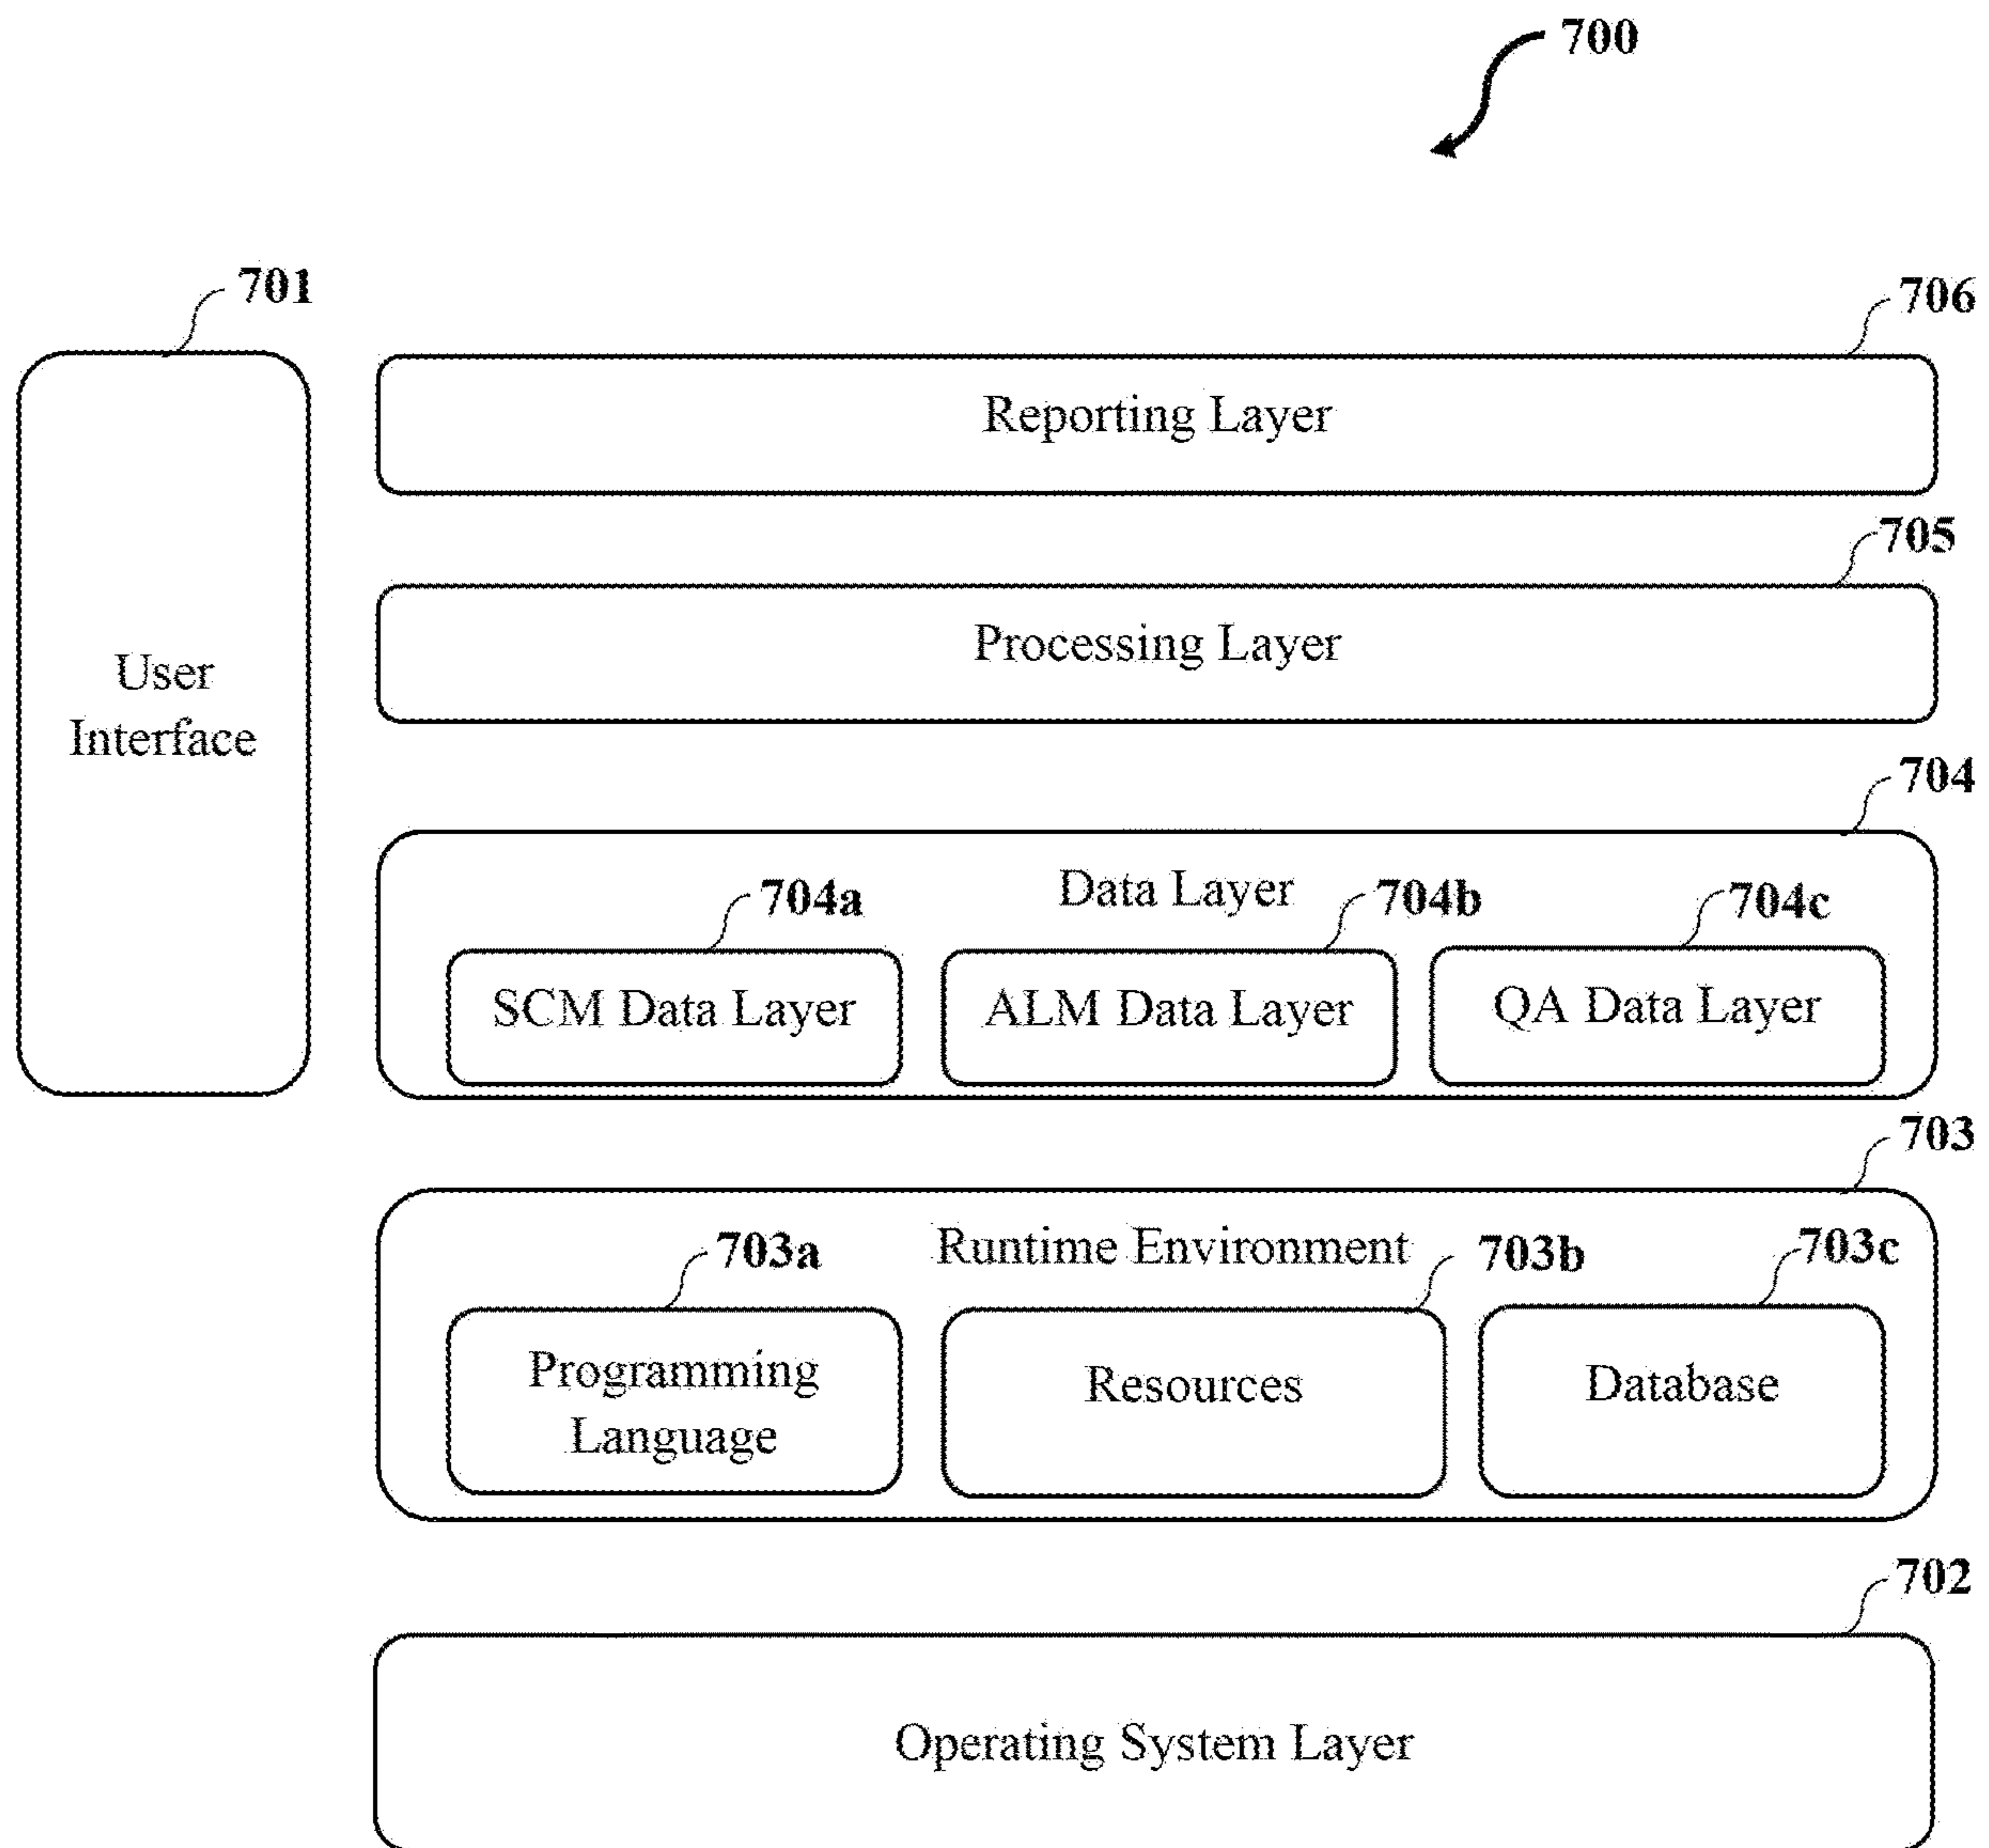 700
701
706
Reporting Layer
705
Processing Layer
User
Interface
704
Data Layer
704a
704b
704c
SCM Data Layer
ALM Data Layer
QA Data Layer
703
Runtime Environment
703a
703b
703c
Programming
Language
Resources
Database
702
Operating System Layer